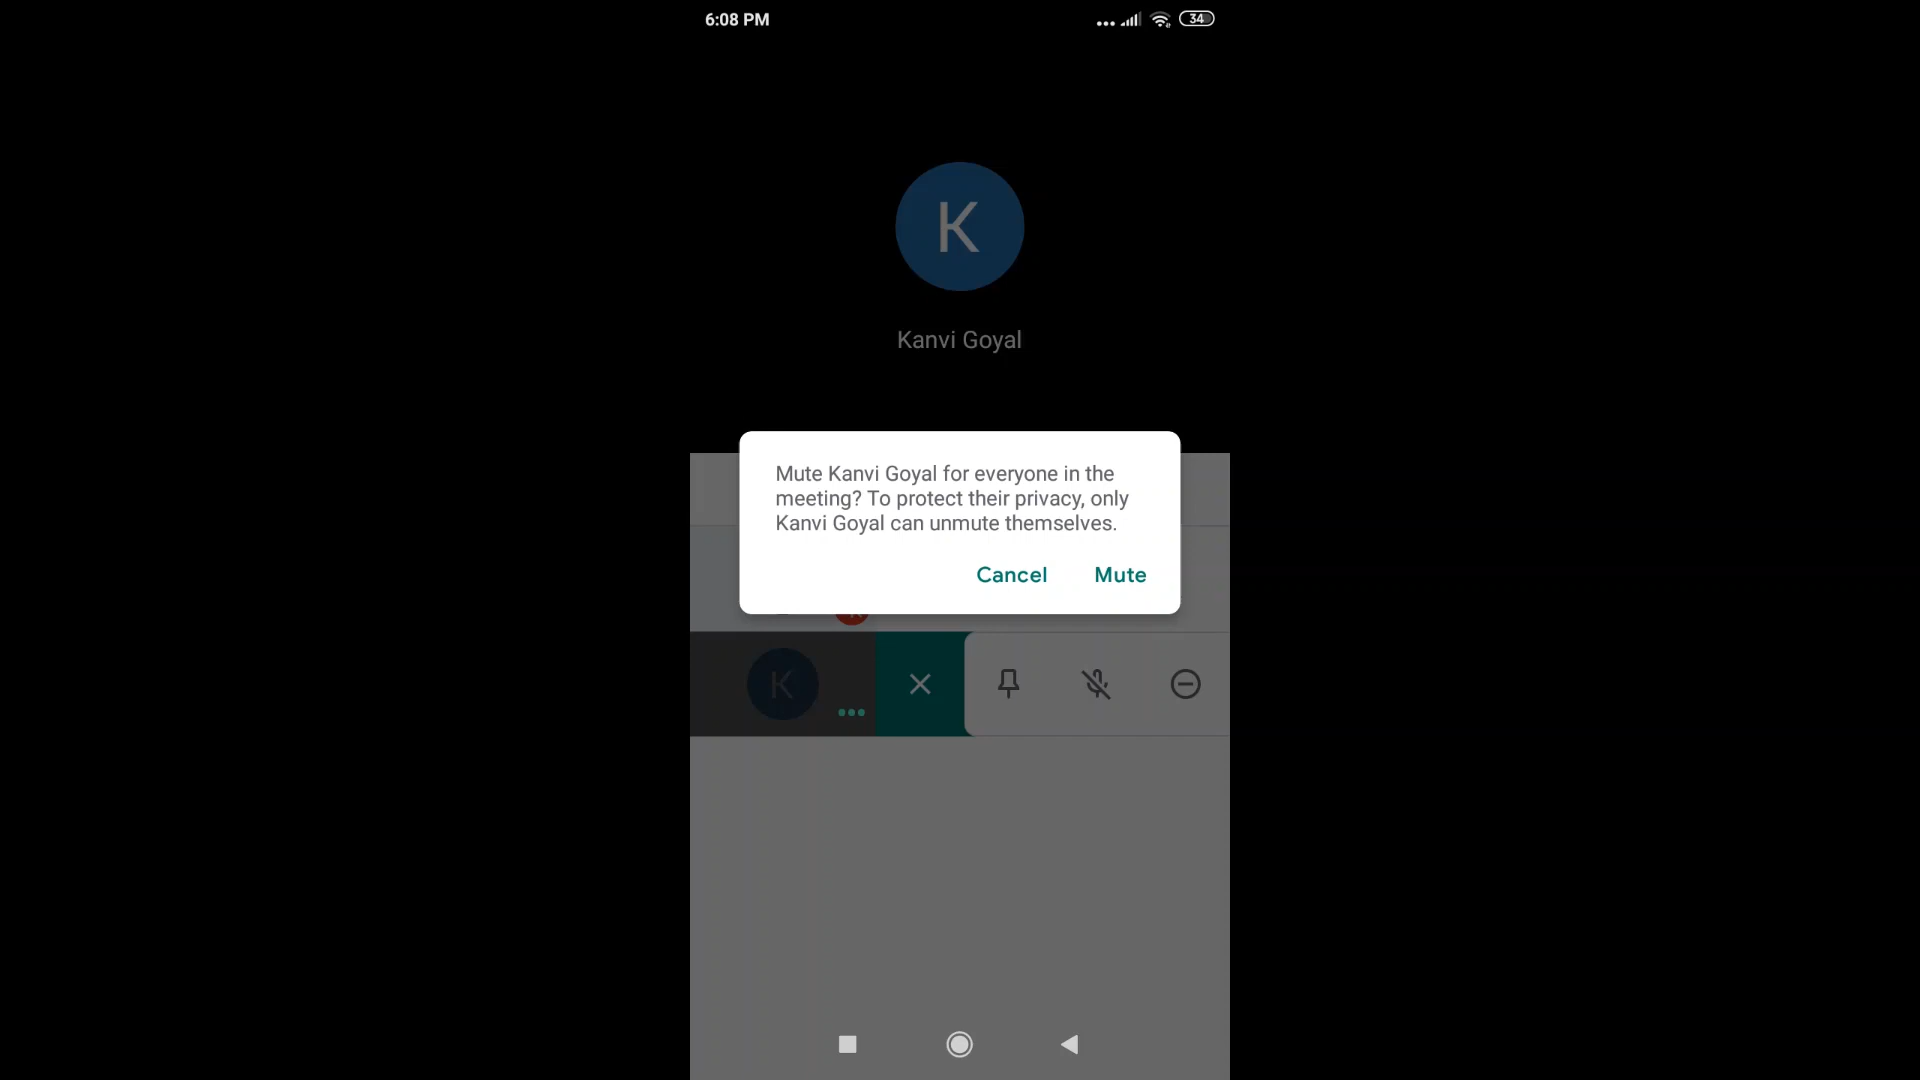 6:08 PM
34
K
Kanvi Goyal
Mute Kanvi Goyal for everyone in the
meeting? To protect their privacy, only
Kanvi Goyal can unmute themselves.
Cancel Mute
K